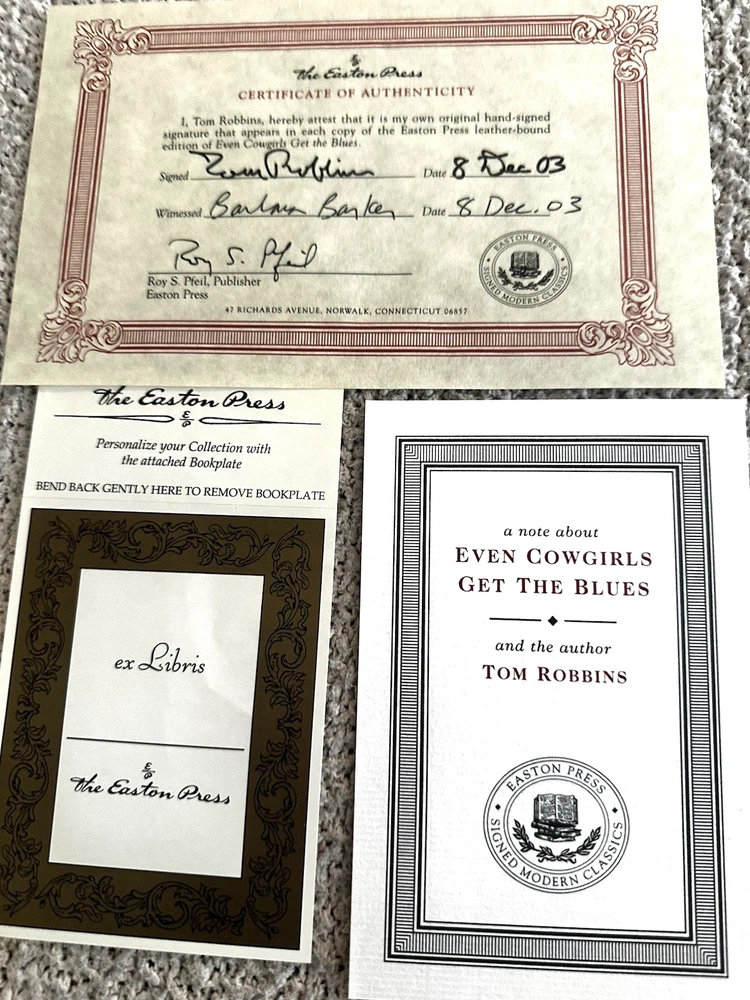 The Easton Press
CERTIFICATE OF AUTHENTICITY
I, Tom Robbins, hereby attest that it is my own original hand-signed
signature that appears in each copy of the Easton Press leather-bound
edition of Even Cowgirls Get the Blues.
Signed Tom Robbins Date 8 Dec 03
Witnessed Barbara Barker Date 8 Dec. 03
Roy S. Pfeil
Roy S. Pfeil, Publisher
Easton Press
EASTON PRESS
SIGNED MODERN CLASSICS
47 RICHARDS AVENUE, NORWALK, CONNECTICUT 06857
The Easton Press
Personalize your Collection with
the attached Bookplate
BEND BACK GENTLY HERE TO REMOVE BOOKPLATE
ex Libris
The Easton Press
a note about
EVEN COWGIRLS
GET THE BLUES
and the author
TOM ROBBINS
EASTON PRESS
SIGNED MODERN CLASSICS